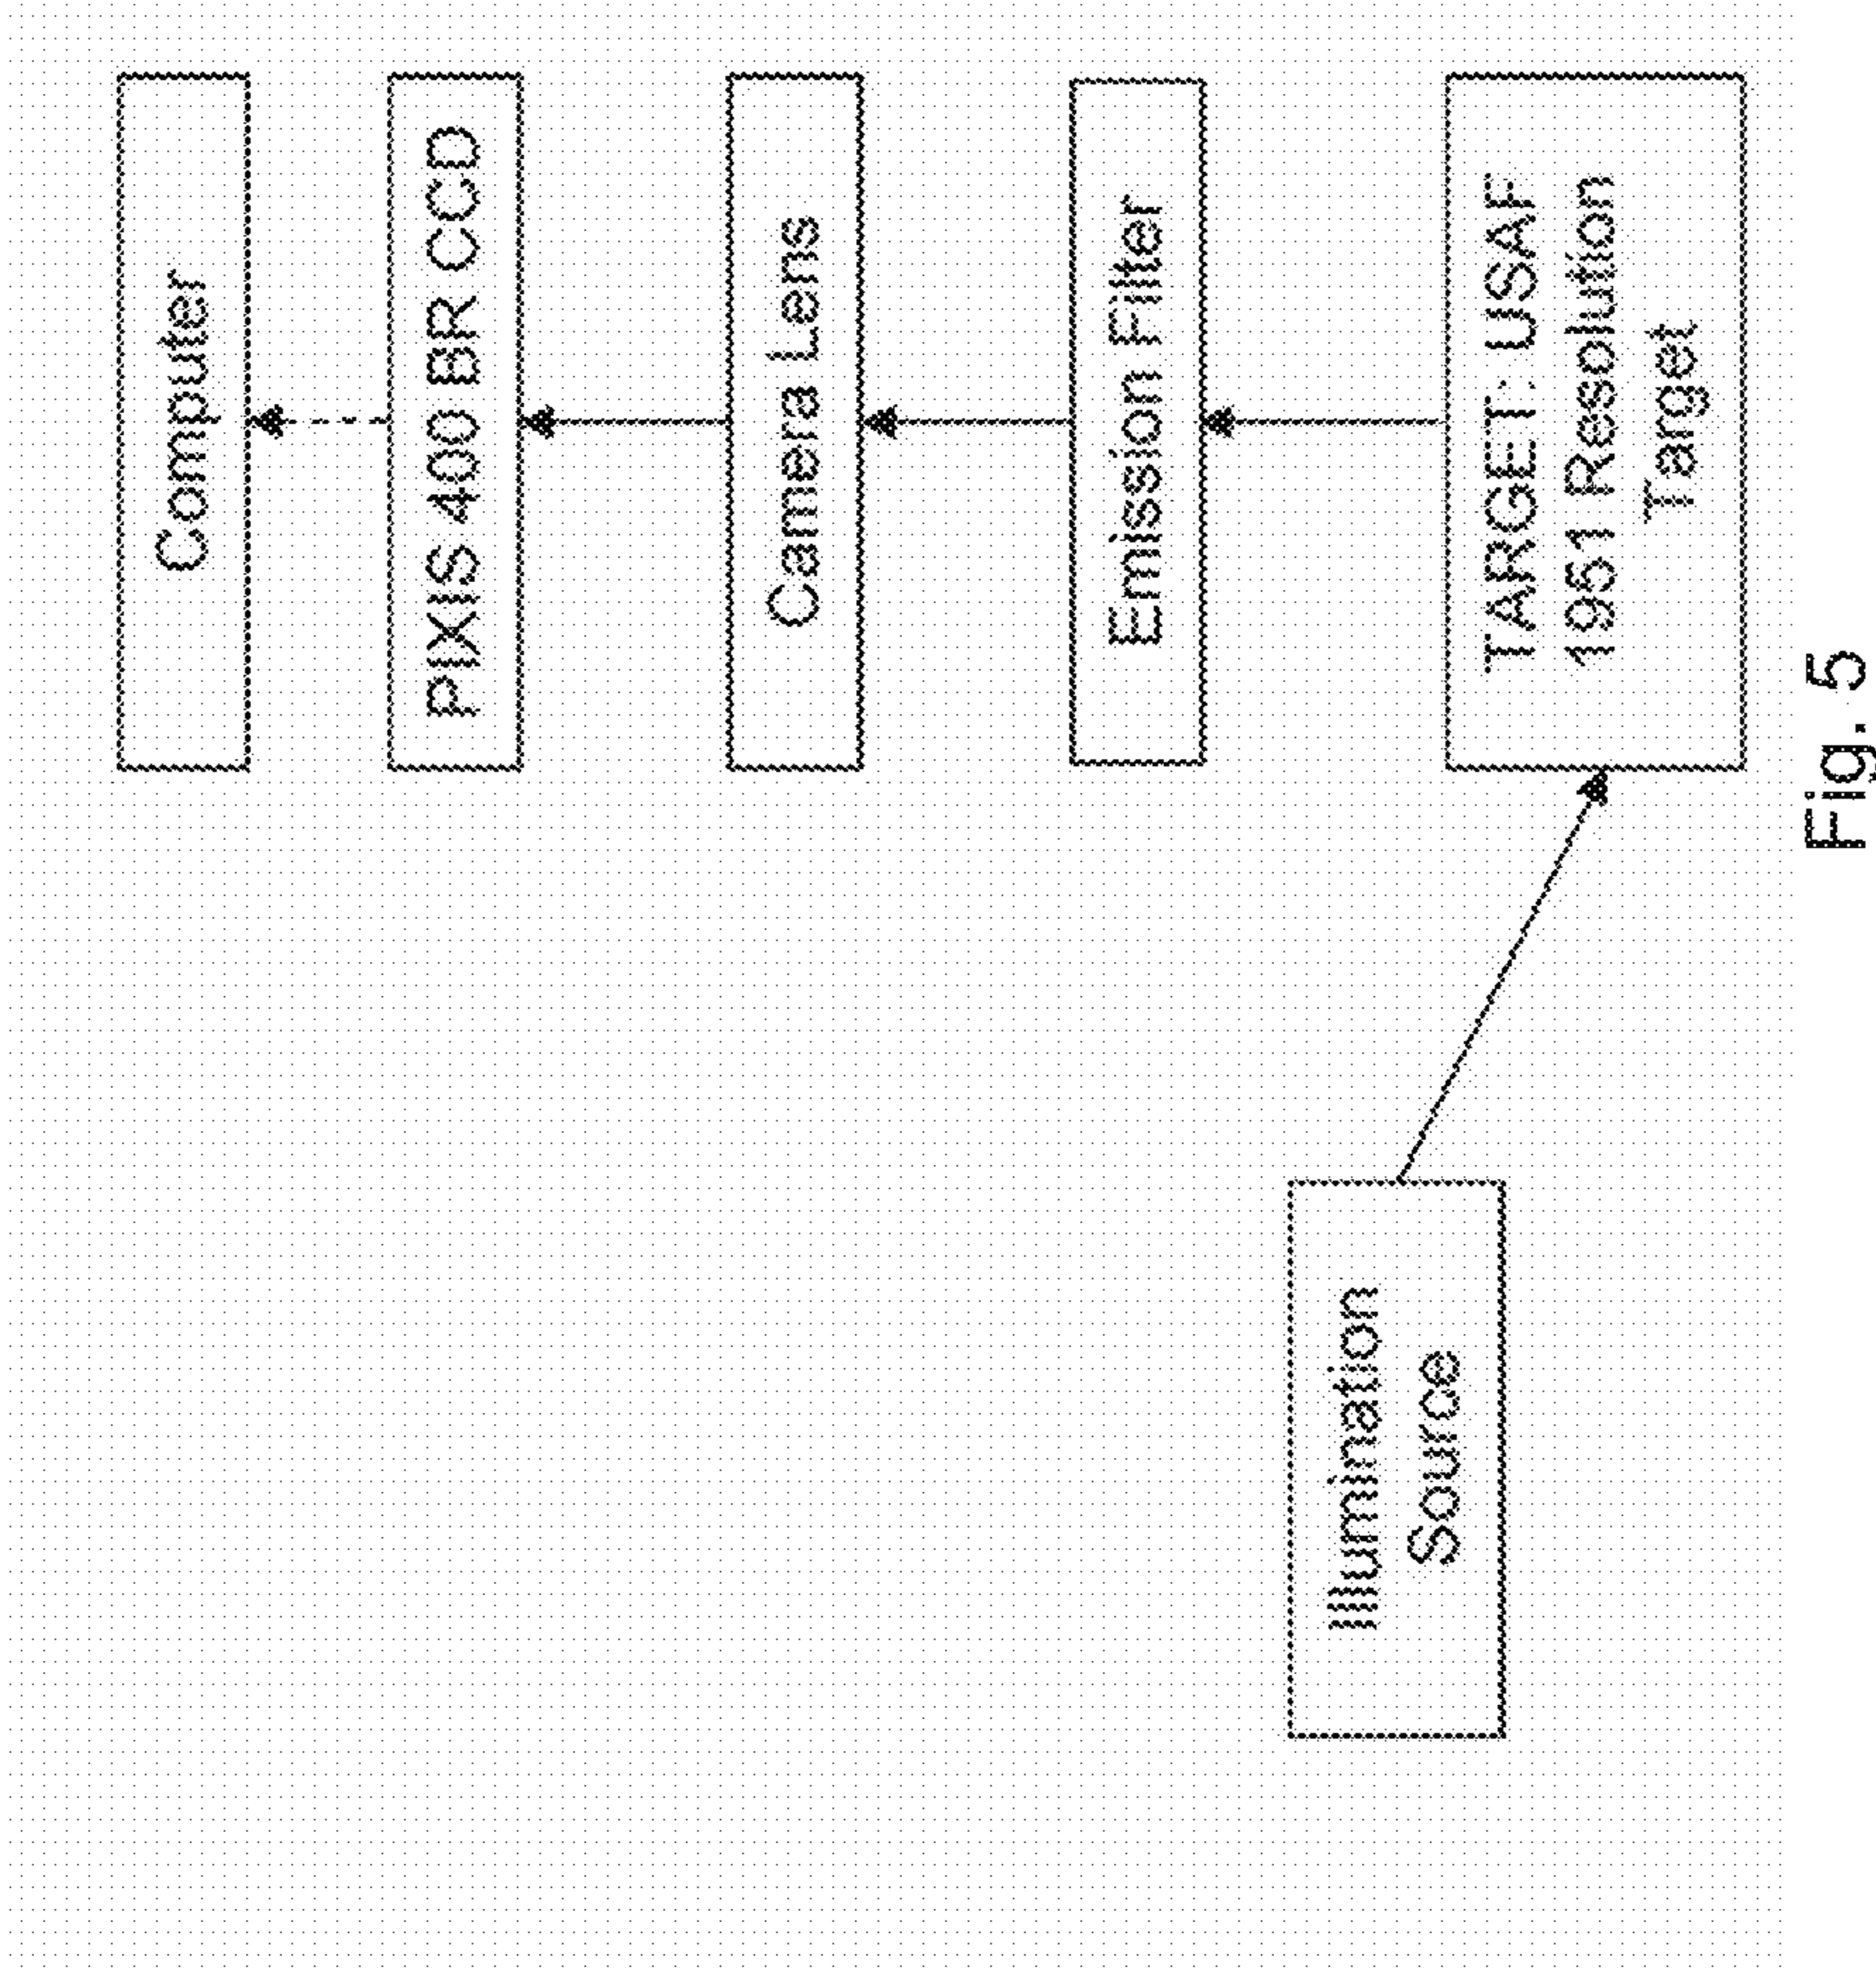 Computer
PIXIS 400 BR CCD
Camera Lens
Emission Filter
TARGET: USAF
1951 Resolution
Target
Illumination
Source
Fig. 5